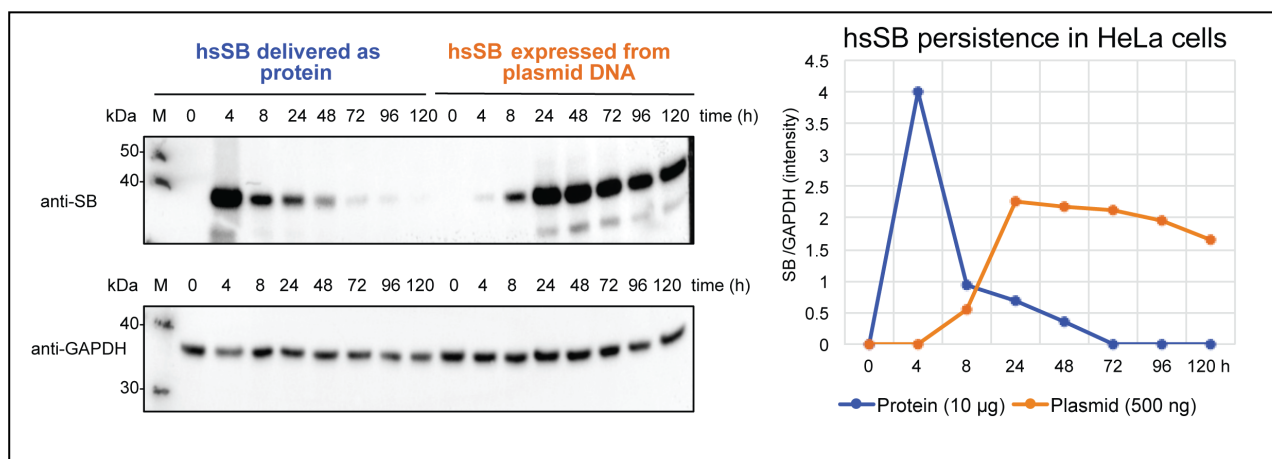 hsSB delivered as
protein
hsSB expressed from
plasmid DNA
kDa M 0 4 8 24 48 72 96 120 0 4 8 24 48 72 96 120 time (h)
50
40
anti-SB
kDa M 0 4 8 24 48 72 96 120 0 4 8 24 48 72 96 120 time (h)
40
anti-GAPDH
30
hsSB persistence in HeLa cells
SB /GAPDH (intensity)
4.5
4
3.5
3
2.5
2
1.5
1
0.5
0
0 4 8 24 48 72 96 120 h
Protein (10 µg) Plasmid (500 ng)